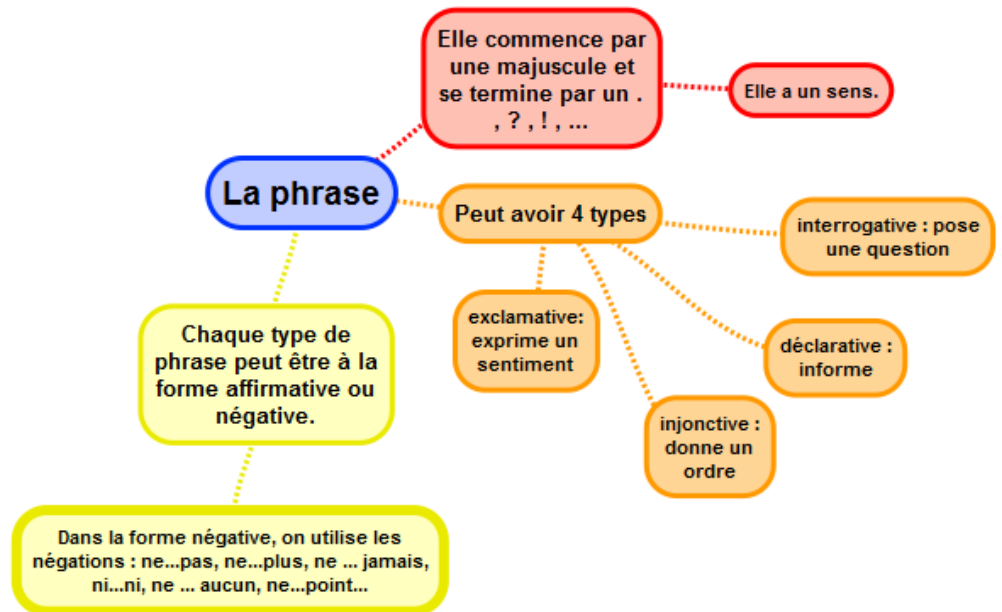 Elle commence par
une majuscule et
se termine par un .
, ? , ! , ...
Elle a un sens.
La phrase
Peut avoir 4 types
interrogative : pose
une question
exclamative:
exprime un
sentiment
déclarative :
informe
injonctive :
donne un
ordre
Chaque type de
phrase peut être à la
forme affirmative ou
négative.
Dans la forme négative, on utilise les
négations : ne...pas, ne...plus, ne ... jamais,
ni...ni, ne ... aucun, ne...point...